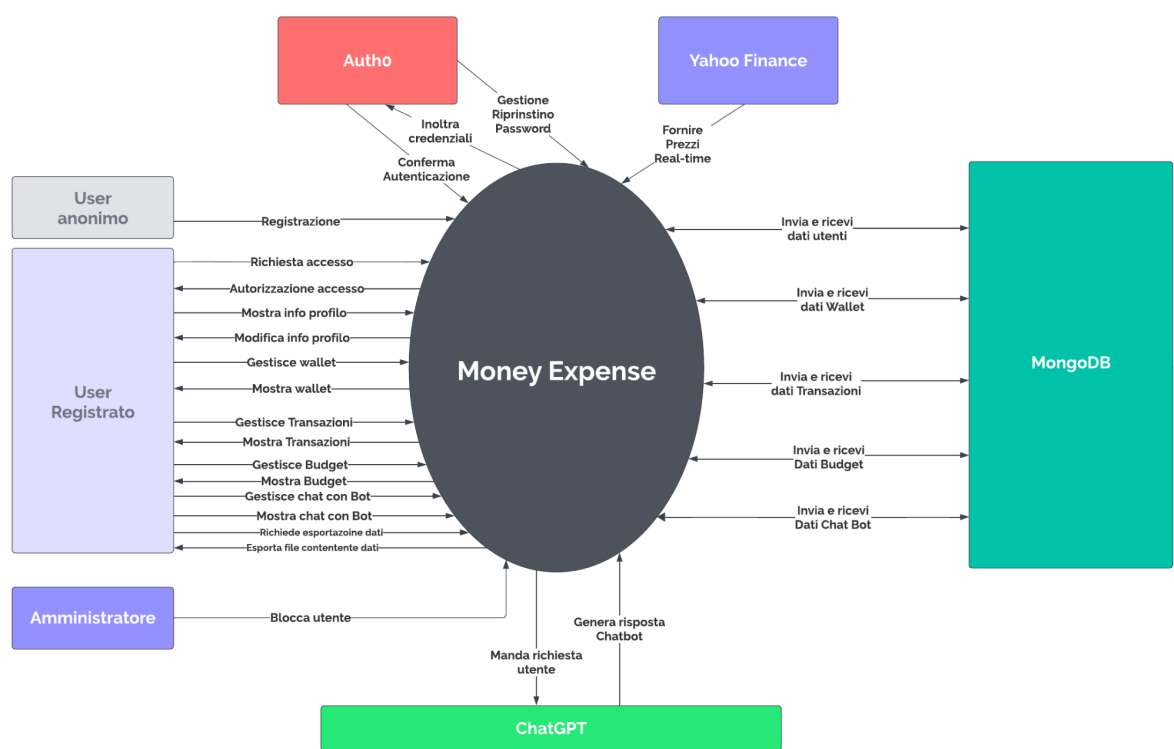 Auth0
Yahoo Finance
Gestione
Riprinstino
Password
Inoltra
credenziali
Fornire
Prezzi
Real-time
Conferma
Autenticazione
User
anonimo
Registrazione
Invia e ricevi
dati utenti
Richiesta accesso
Autorizzazione accesso
Mostra info profilo
Modifica info profilo
Gestisce wallet
Mostra wallet
Gestisce Transazioni
Mostra Transazioni
Gestisce Budget
Mostra Budget
Gestisce chat con Bot
Mostra chat con Bot
Richiede esportazoine dati
Esporta file contentente dati
User
Registrato
Money Expense
Invia e ricevi
dati Wallet
Invia e ricevi
dati Transazioni
Invia e ricevi
Dati Budget
Invia e ricevi
Dati Chat Bot
MongoDB
Amministratore
Blocca utente
Genera risposta
Chatbot
Manda richiesta
utente
ChatGPT